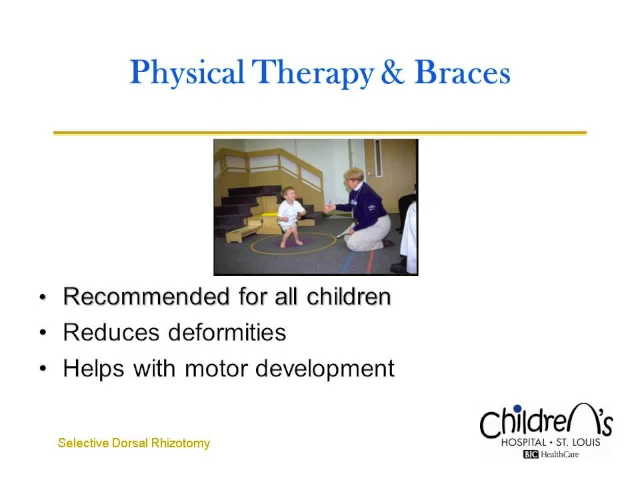 Physical Therapy & Braces
• Recommended for all children
• Reduces deformities
• Helps with motor development
Selective Dorsal Rhizotomy
Children's
HOSPITAL • ST. LOUIS
BJC HealthCare